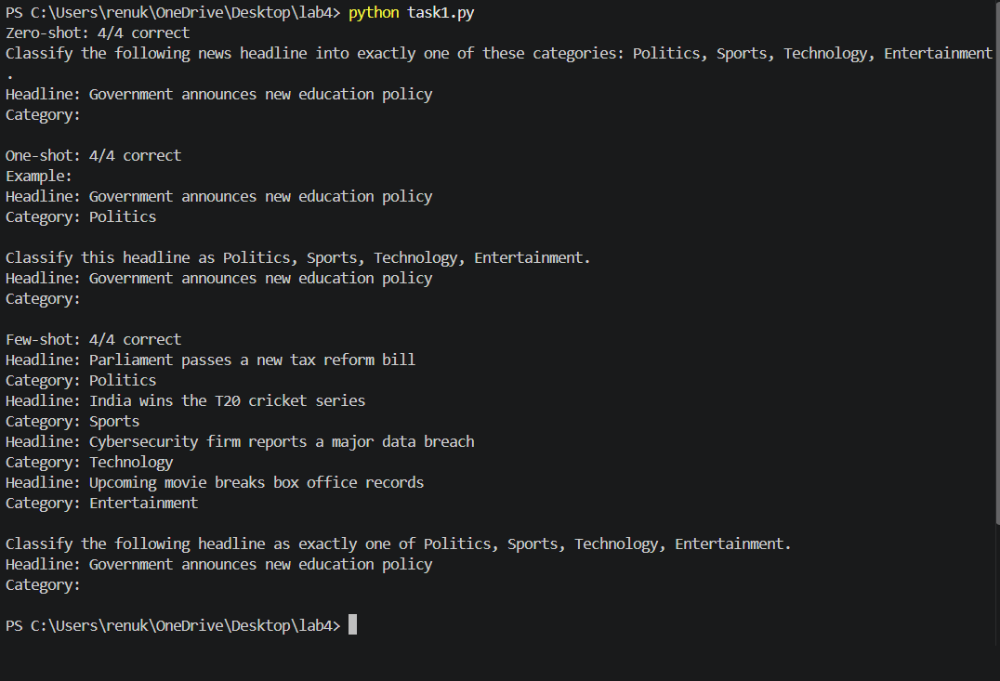 PS C:\Users\renuk\OneDrive\Desktop\lab4> python task1.py
Zero-shot: 4/4 correct
Classify the following news headline into exactly one of these categories: Politics, Sports, Technology, Entertainment
.
Headline: Government announces new education policy
Category:

One-shot: 4/4 correct
Example:
Headline: Government announces new education policy
Category: Politics

Classify this headline as Politics, Sports, Technology, Entertainment.
Headline: Government announces new education policy
Category:

Few-shot: 4/4 correct
Headline: Parliament passes a new tax reform bill
Category: Politics
Headline: India wins the T20 cricket series
Category: Sports
Headline: Cybersecurity firm reports a major data breach
Category: Technology
Headline: Upcoming movie breaks box office records
Category: Entertainment

Classify the following headline as exactly one of Politics, Sports, Technology, Entertainment.
Headline: Government announces new education policy
Category:

PS C:\Users\renuk\OneDrive\Desktop\lab4>